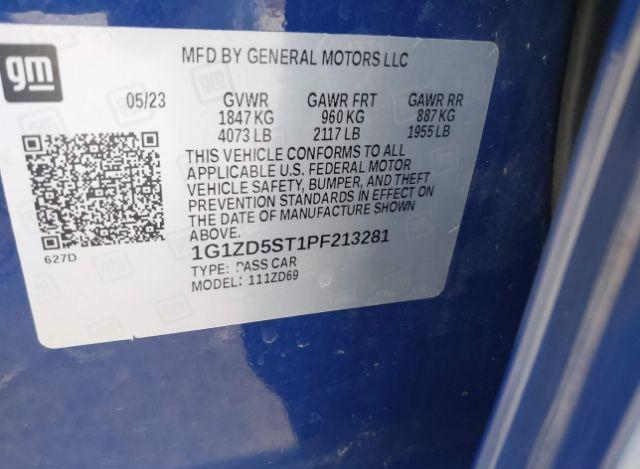 gm
MFD BY GENERAL MOTORS LLC
05/23 GVWR GAWR FRT GAWR RR
1847 KG 960 KG 887 KG
4073 LB 2117 LB 1955 LB
THIS VEHICLE CONFORMS TO ALL
APPLICABLE U.S. FEDERAL MOTOR
VEHICLE SAFETY, BUMPER, AND THEFT
PREVENTION STANDARDS IN EFFECT ON
THE DATE OF MANUFACTURE SHOWN
ABOVE.
627D
1G1ZD5ST1PF213281
TYPE: PASS CAR
MODEL: 111ZD69